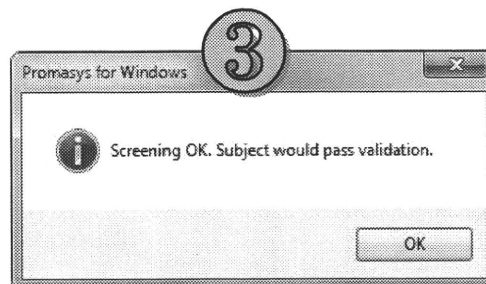 3
Promasys for Windows
Screening OK. Subject would pass validation.
OK